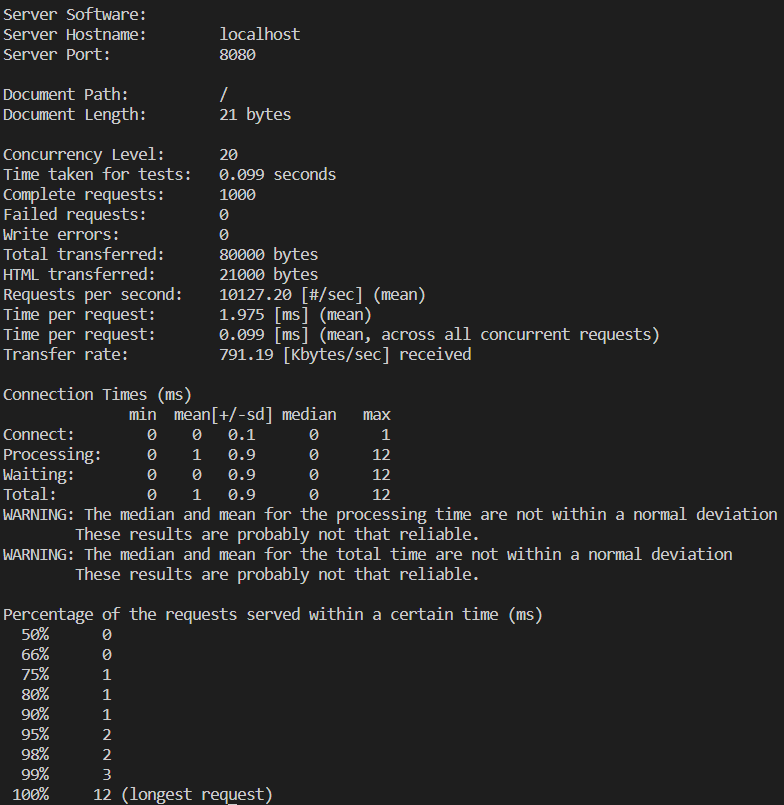 Server Software:
Server Hostname:        localhost
Server Port:            8080
Document Path:          /
Document Length:        21 bytes
Concurrency Level:      20
Time taken for tests:   0.099 seconds
Complete requests:      1000
Failed requests:        0
Write errors:           0
Total transferred:      80000 bytes
HTML transferred:       21000 bytes
Requests per second:    10127.20 [#/sec] (mean)
Time per request:       1.975 [ms] (mean)
Time per request:       0.099 [ms] (mean, across all concurrent requests)
Transfer rate:          791.19 [Kbytes/sec] received
Connection Times (ms)
              min  mean[+/-sd] median   max
Connect:        0    0   0.1      0       1
Processing:     0    1   0.9      0      12
Waiting:        0    0   0.9      0      12
Total:          0    1   0.9      0      12
WARNING: The median and mean for the processing time are not within a normal deviation
        These results are probably not that reliable.
WARNING: The median and mean for the total time are not within a normal deviation
        These results are probably not that reliable.
Percentage of the requests served within a certain time (ms)
  50%      0
  66%      0
  75%      1
  80%      1
  90%      1
  95%      2
  98%      2
  99%      3
 100%     12 (longest request)